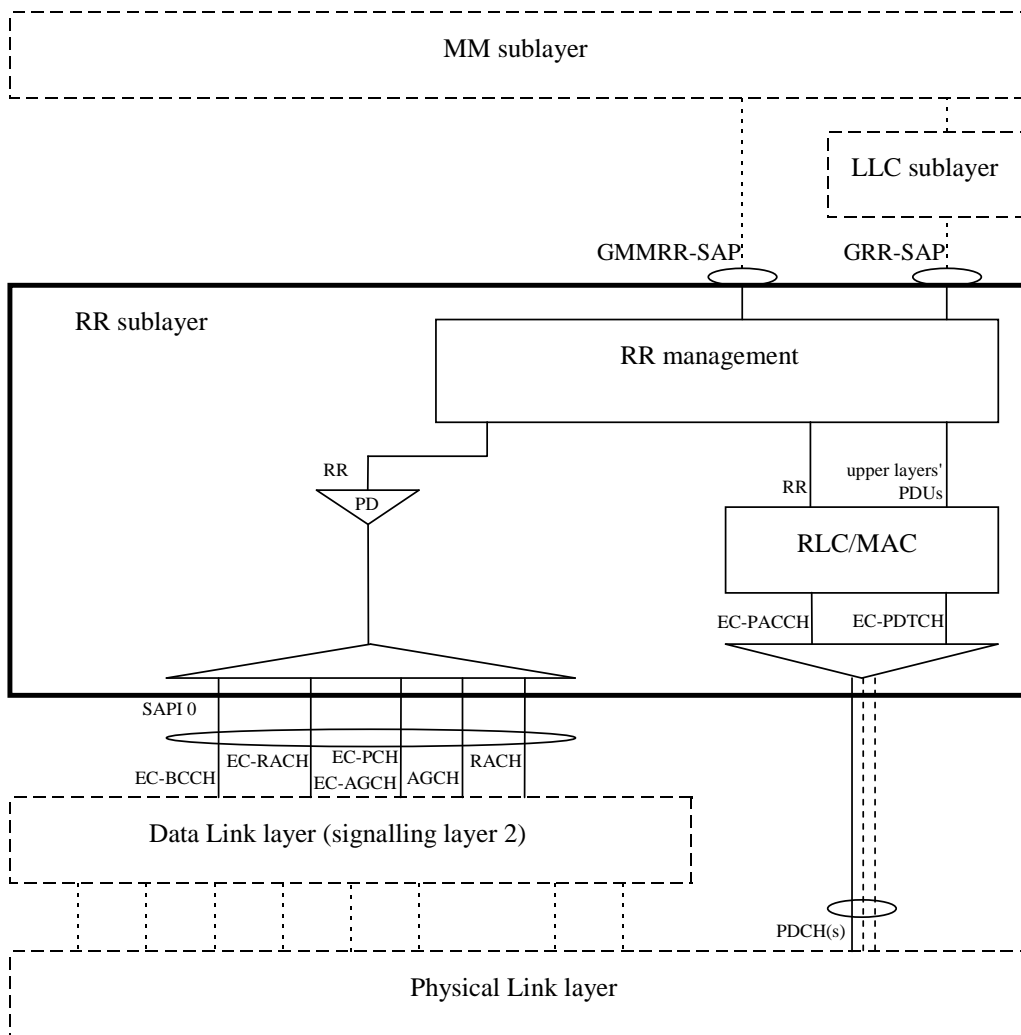 MM sublayer
LLC sublayer
GMMRR-SAP
GRR-SAP
RR sublayer
RR management
RR
PD
RR
upper layers'
PDUs
RLC/MAC
EC-PACCH
EC-PDTCH
SAPI 0
EC-BCCH
EC-RACH
EC-PCH
EC-AGCH
AGCH
RACH
Data Link layer (signalling layer 2)
PDCH(s)
Physical Link layer